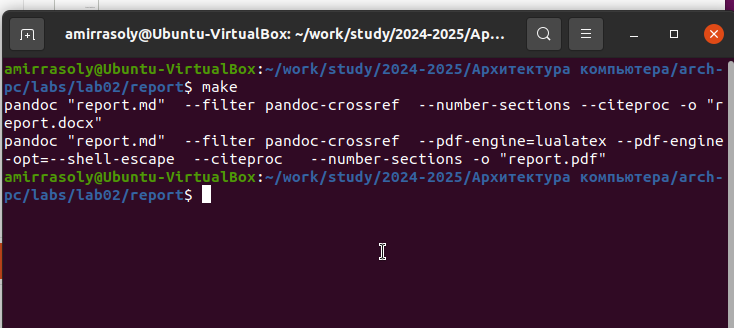 amirrasoly@Ubuntu-VirtualBox: ~/work/study/2024-2025/Ар...
amirrasoly@Ubuntu-VirtualBox:~/work/study/2024-2025/Архитектура компьютера/arch-
pc/labs/lab02/report$ make
pandoc "report.md"  --filter pandoc-crossref  --number-sections --citeproc -o "r
eport.docx"
pandoc "report.md"  --filter pandoc-crossref  --pdf-engine=lualatex --pdf-engine
-opt=--shell-escape  --citeproc   --number-sections -o "report.pdf"
amirrasoly@Ubuntu-VirtualBox:~/work/study/2024-2025/Архитектура компьютера/arch-
pc/labs/lab02/report$